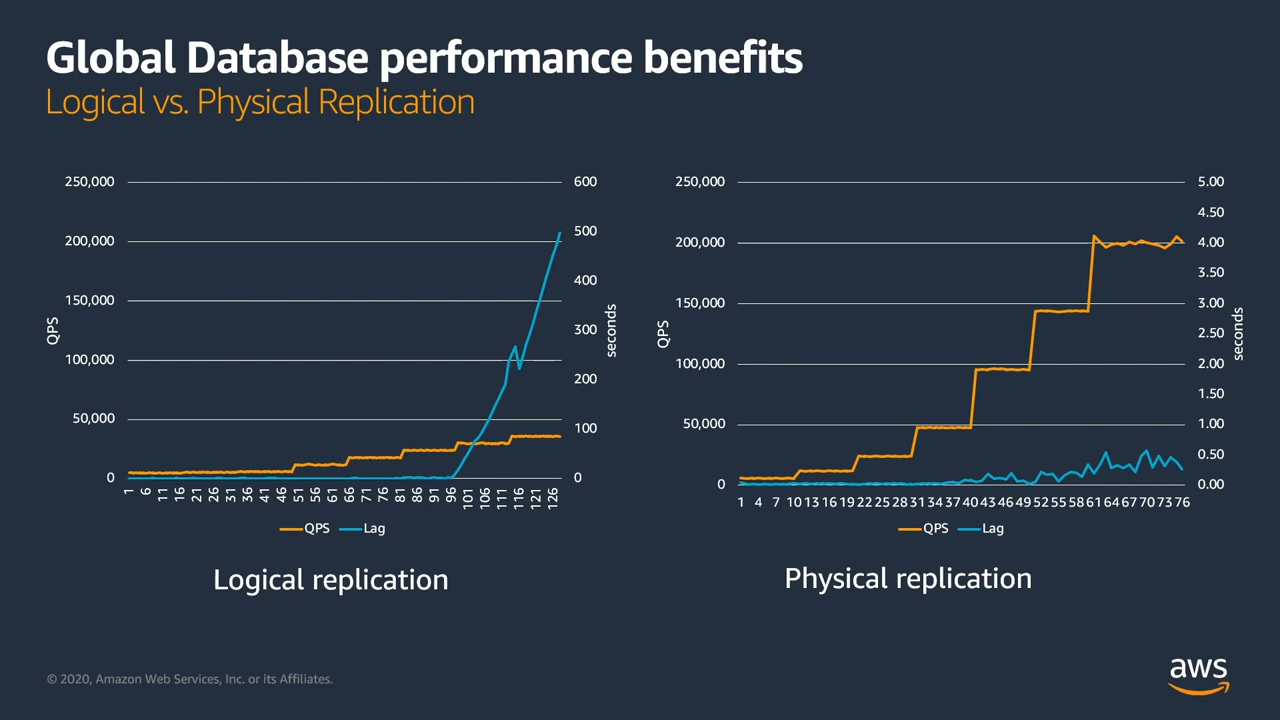 Global Database performance benefits
Logical vs. Physical Replication
250,000
200,000
150,000
100,000
50,000
0
QPS
600
500
400
300
200
100
0
seconds
1 6 11 16 21 26 31 36 41 46 51 56 61 66 71 76 81 86 91 96 101 106 111 116 121 126
QPS Lag
Logical replication
250,000
200,000
150,000
100,000
50,000
0
QPS
5.00
4.50
4.00
3.50
3.00
2.50
2.00
1.50
1.00
0.50
0.00
seconds
1 4 7 10 13 16 19 22 25 28 31 34 37 40 43 46 49 52 55 58 61 64 67 70 73 76
QPS Lag
Physical replication
© 2020, Amazon Web Services, Inc. or its Affiliates.
aws